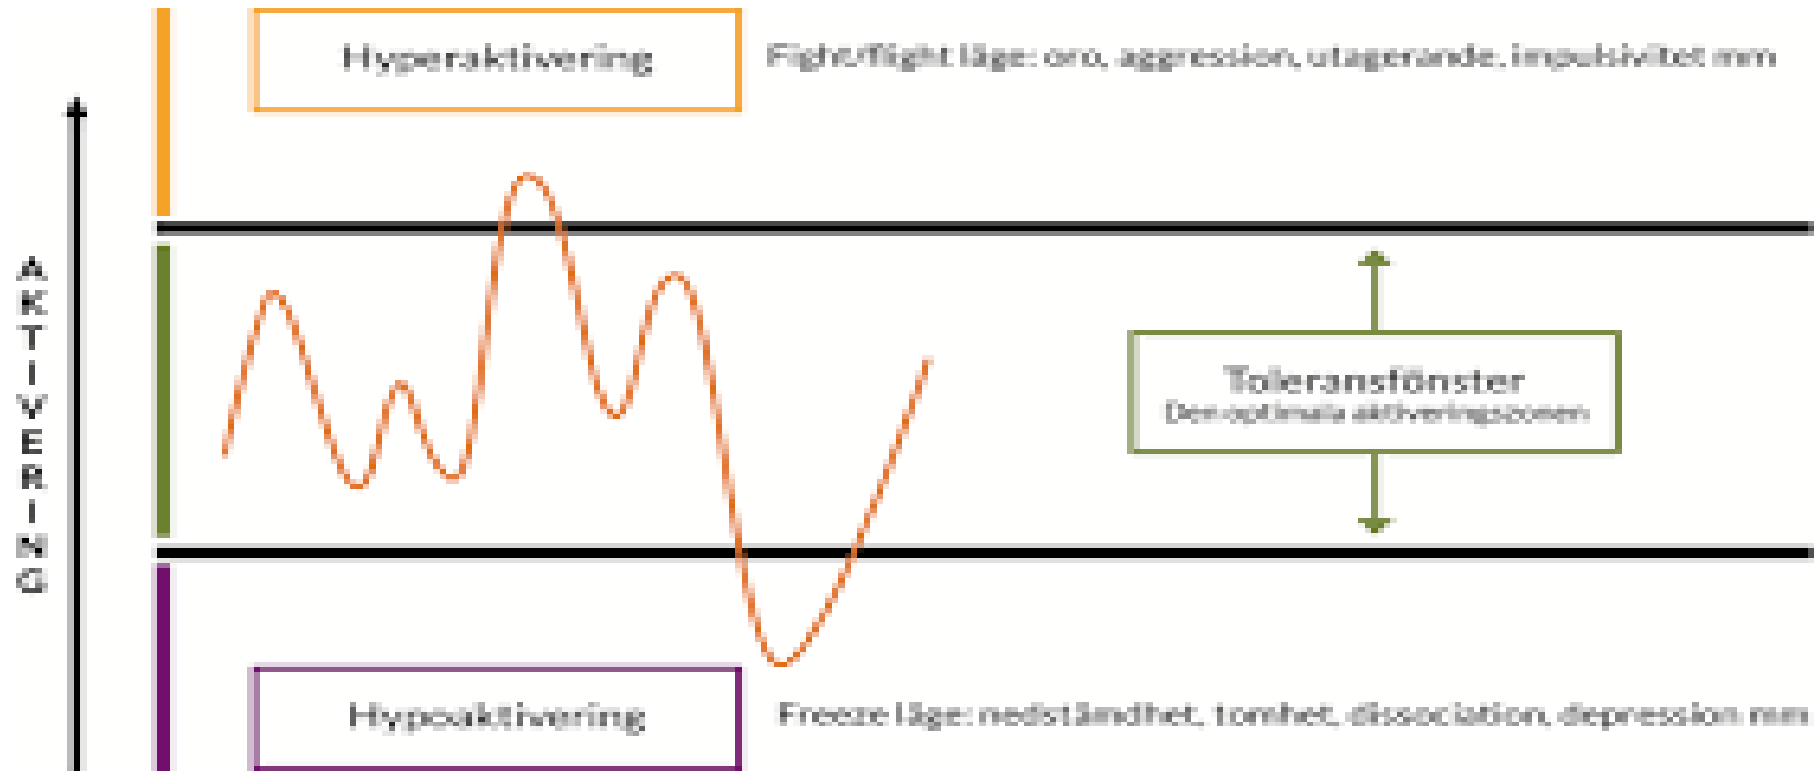 Hyperaktivering
Fight/flight läge: oro, aggression, utagerande, impulsivitet mm
AKTIVERING
Toleransfönster
Den optimala aktiveringszonen
Hypoaktivering
Freeze läge: nedstämdhet, tomhet, dissociation, depression mm